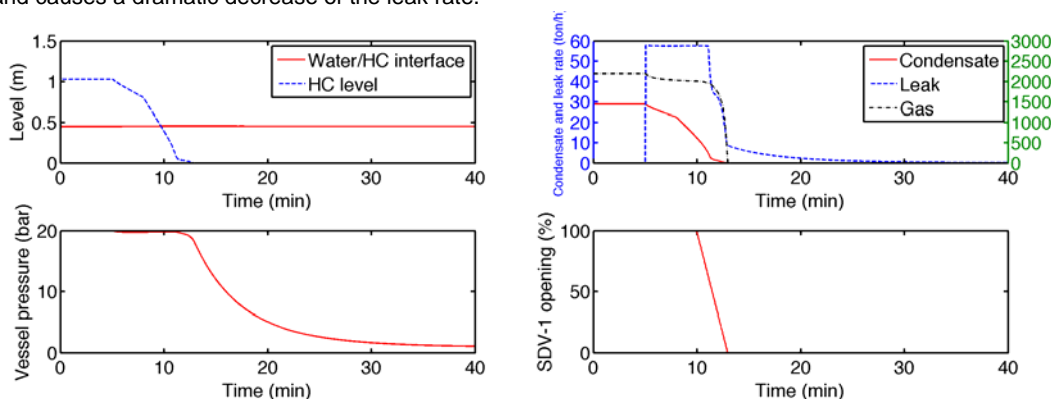 and causes a dramatic decrease of the leak rate.
1.5
1
0.5
0
Level (m)
Water/HC interface
HC level
0 10 20 30 40
Time (min)
60
50
40
30
20
10
0
Condensate and leak rate (ton/h)
Condensate
Leak
Gas
3000
2500
2000
1500
1000
500
0
0 10 20 30 40
Time (min)
20
10
0
Vessel pressure (bar)
0 10 20 30 40
Time (min)
100
50
0
SDV-1 opening (%)
0 10 20 30 40
Time (min)